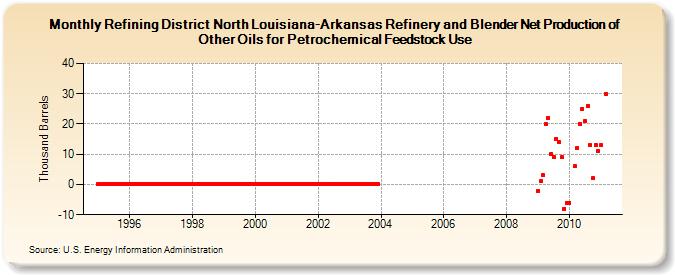 Monthly Refining District North Louisiana-Arkansas Refinery and Blender Net Production of
Other Oils for Petrochemical Feedstock Use
Thousand Barrels
40
30
20
10
0
-10
1996 1998 2000 2002 2004 2006 2008 2010
Source: U.S. Energy Information Administration